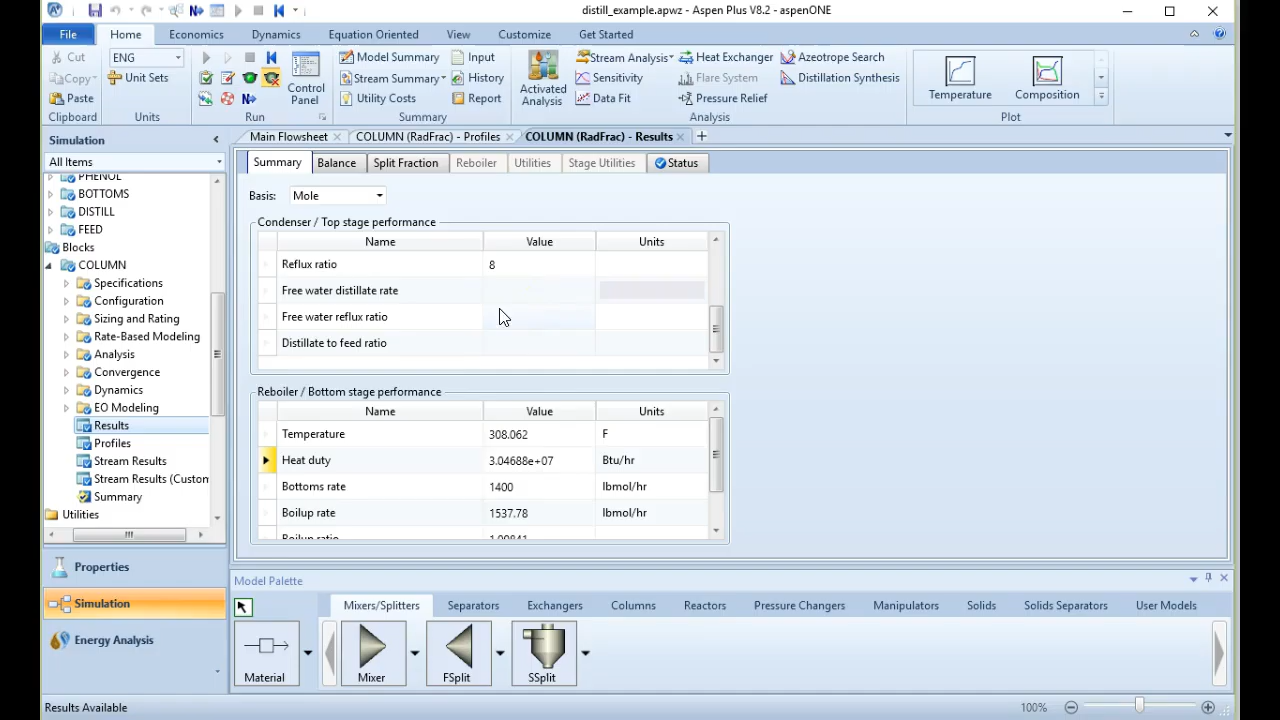 distill_example.apwz - Aspen Plus V8.2 - aspenONE
File Home Economics Dynamics Equation Oriented View Customize Get Started
Cut ENG Model Summary Input Stream Analysis Heat Exchanger Azeotrope Search
Copy Unit Sets Stream Summary History Sensitivity Flare System Distillation Synthesis
Paste Control Panel Utility Costs Report Activated Analysis Data Fit Pressure Relief Temperature Composition
Clipboard Units Run Summary Analysis Plot
Simulation Main Flowsheet COLUMN (RadFrac) - Profiles COLUMN (RadFrac) - Results
All Items
PHENOL
BOTTOMS
DISTILL
FEED
Blocks
COLUMN
Specifications
Configuration
Sizing and Rating
Rate-Based Modeling
Analysis
Convergence
Dynamics
EO Modeling
Results
Profiles
Stream Results
Stream Results (Custom
Summary
Utilities
Properties
Simulation
Energy Analysis
Summary Balance Split Fraction Reboiler Utilities Stage Utilities Status
Basis: Mole
Condenser / Top stage performance
Name Value Units
Reflux ratio 8
Free water distillate rate
Free water reflux ratio
Distillate to feed ratio
Reboiler / Bottom stage performance
Name Value Units
Temperature 308.062 F
Heat duty 3.04688e+07 Btu/hr
Bottoms rate 1400 lbmol/hr
Boilup rate 1537.78 lbmol/hr
Boilup ratio 1.09841
Model Palette
Mixers/Splitters Separators Exchangers Columns Reactors Pressure Changers Manipulators Solids Solids Separators User Models
Material Mixer FSplit SSplit
Results Available 100%